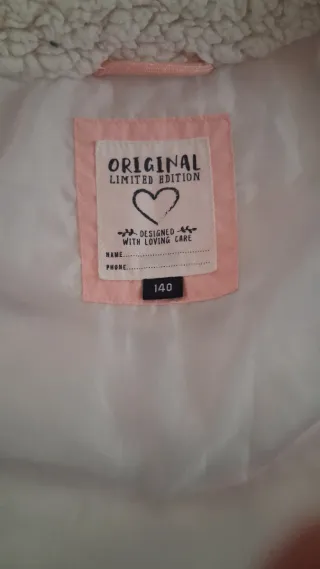 ORIGINAL
LIMITED EDITION
DESIGNED
WITH LOVING CARE
NAME..............................
PHONE..............................
140